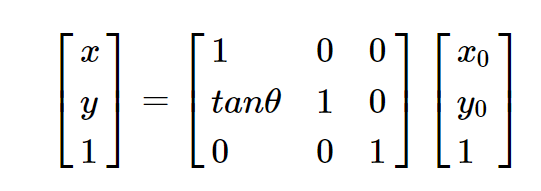 [x] = [1 0 0] [x₀]
[y] = [tanθ 1 0] [y₀]
[1] = [0 0 1] [1]